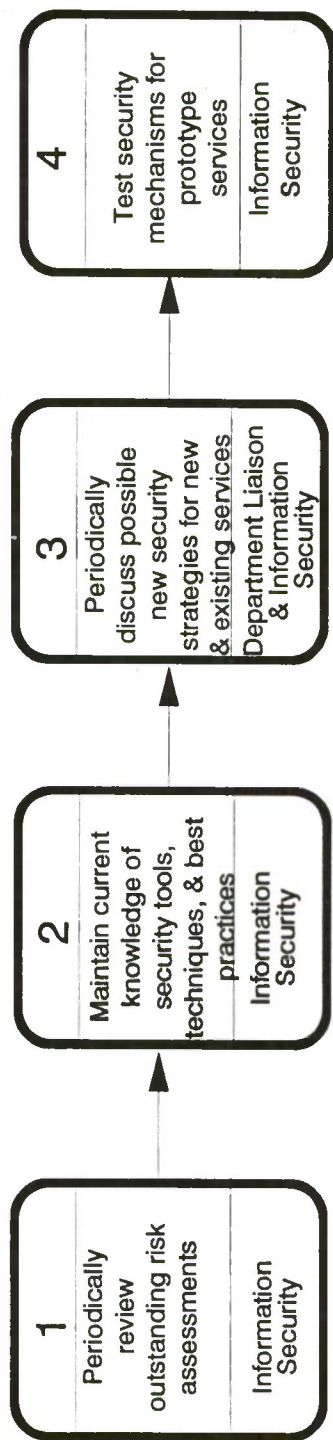 1
Periodically
review
outstanding risk
assessments
Information
Security
2
Maintain current
knowledge of
security tools,
techniques, & best
practices
Information
Security
3
Periodically
discuss possible
new security
strategies for new
& existing services
Department Liaison
& Information
Security
4
Test security
mechanisms for
prototype
services
Information
Security